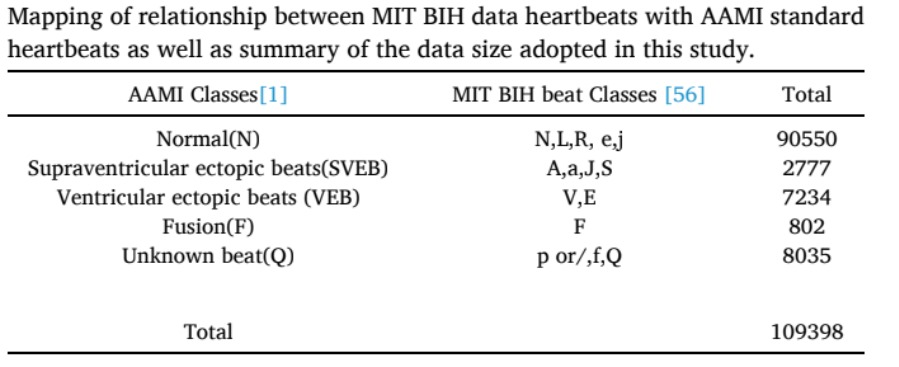 Mapping of relationship between MIT BIH data heartbeats with AAMI standard
heartbeats as well as summary of the data size adopted in this study.
AAMI Classes[1] MIT BIH beat Classes [56] Total
Normal(N) N,L,R, e,j 90550
Supraventricular ectopic beats(SVEB) A,a,J,S 2777
Ventricular ectopic beats (VEB) V,E 7234
Fusion(F) F 802
Unknown beat(Q) p or/,f,Q 8035
Total 109398